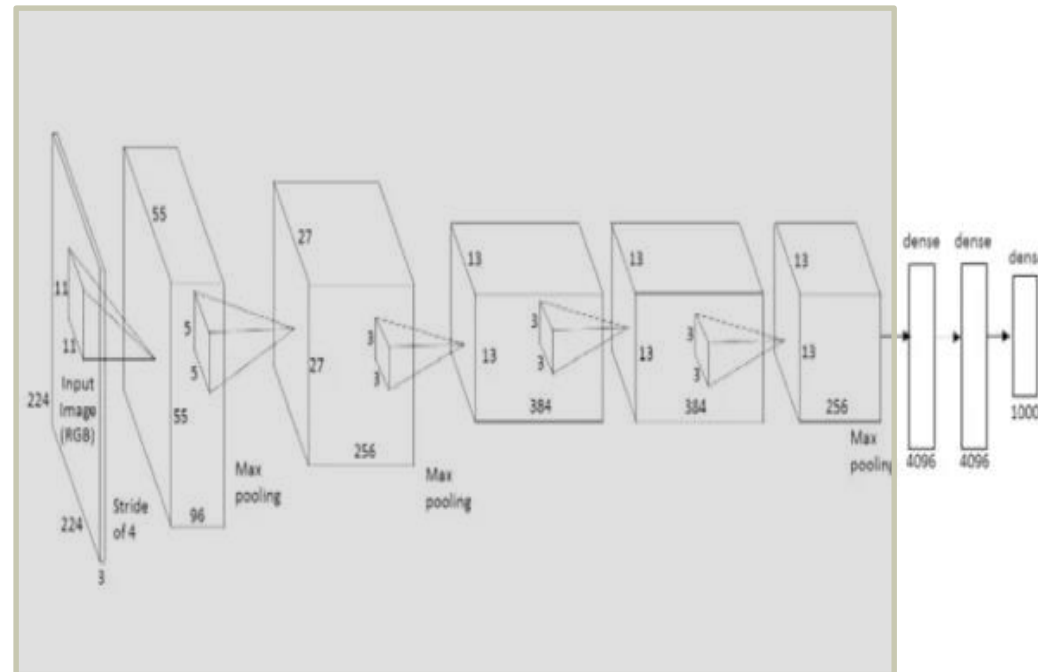 224
224
3
11
11
Input
Image
(RGB)
Stride
of 4
55
55
96
5
5
Max
pooling
27
27
256
3
3
Max
pooling
13
13
384
3
3
13
13
384
3
3
13
13
256
Max
pooling
dense
4096
dense
4096
dens
1000